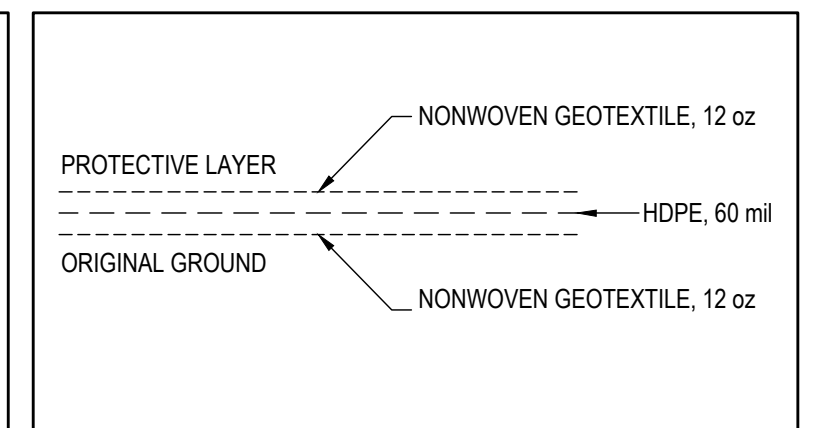 NONWOVEN GEOTEXTILE, 12 oz
PROTECTIVE LAYER
HDPE, 60 mil
ORIGINAL GROUND
NONWOVEN GEOTEXTILE, 12 oz